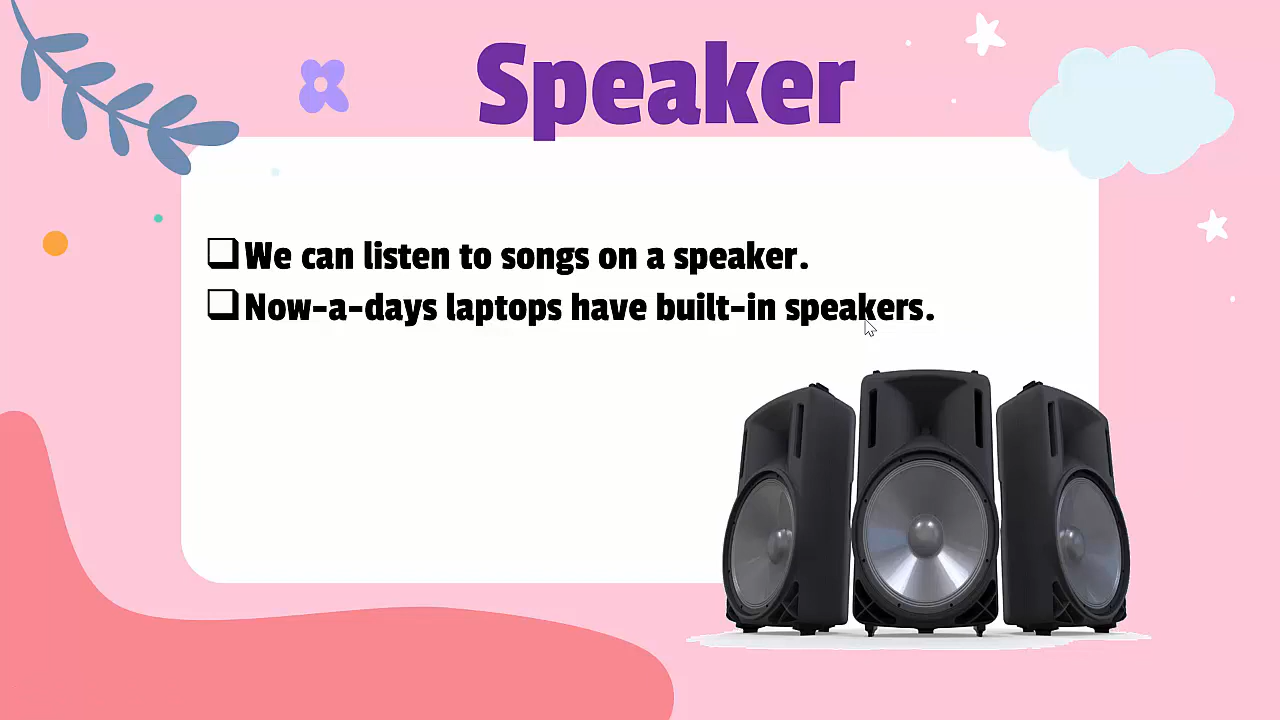 Speaker
We can listen to songs on a speaker.
Now-a-days laptops have built-in speakers.